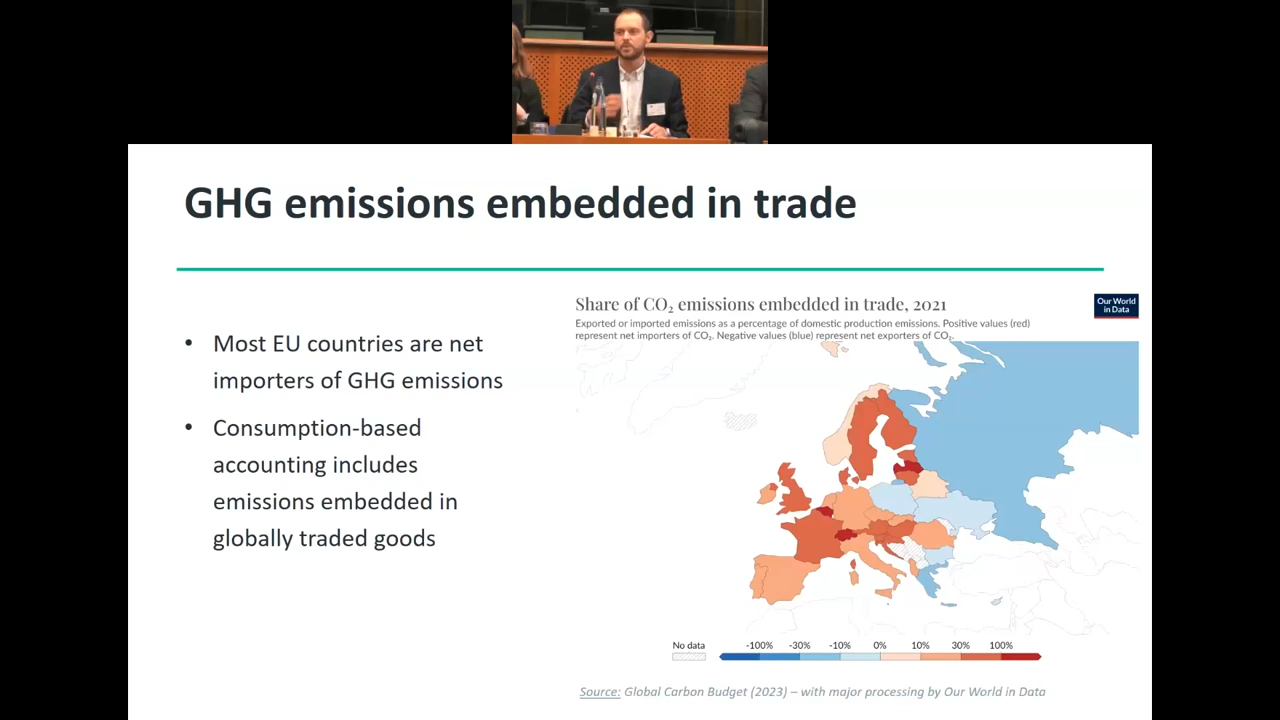 GHG emissions embedded in trade
• Most EU countries are net
importers of GHG emissions
• Consumption-based
accounting includes
emissions embedded in
globally traded goods
Share of CO₂ emissions embedded in trade, 2021
Our World
in Data
Exported or imported emissions as a percentage of domestic production emissions. Positive values (red)
represent net importers of CO₂. Negative values (blue) represent net exporters of CO₂.
No data -100% -30% -10% 0% 10% 30% 100%
Source: Global Carbon Budget (2023) – with major processing by Our World in Data